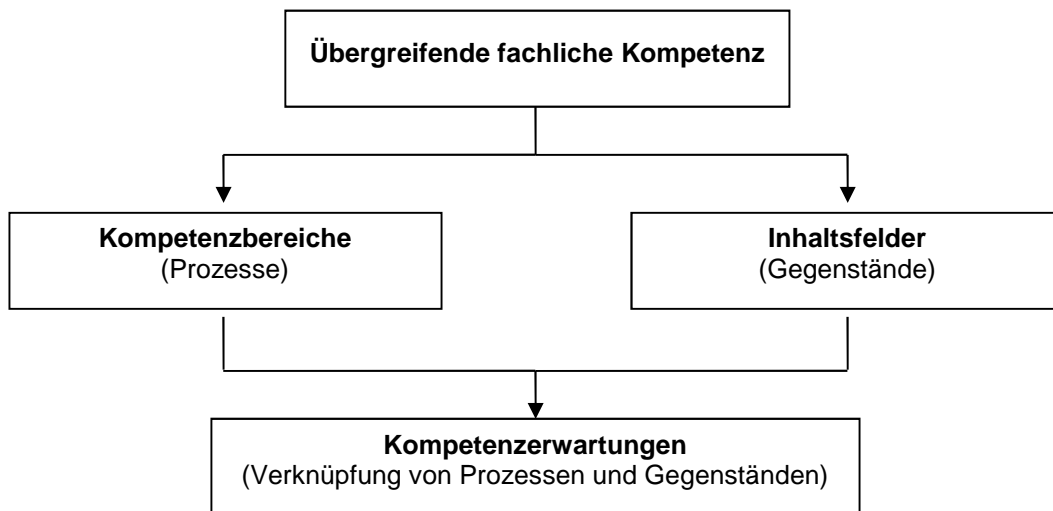 Übergreifende fachliche Kompetenz
Kompetenzbereiche
(Prozesse)
Inhaltsfelder
(Gegenstände)
Kompetenzerwartungen
(Verknüpfung von Prozessen und Gegenständen)